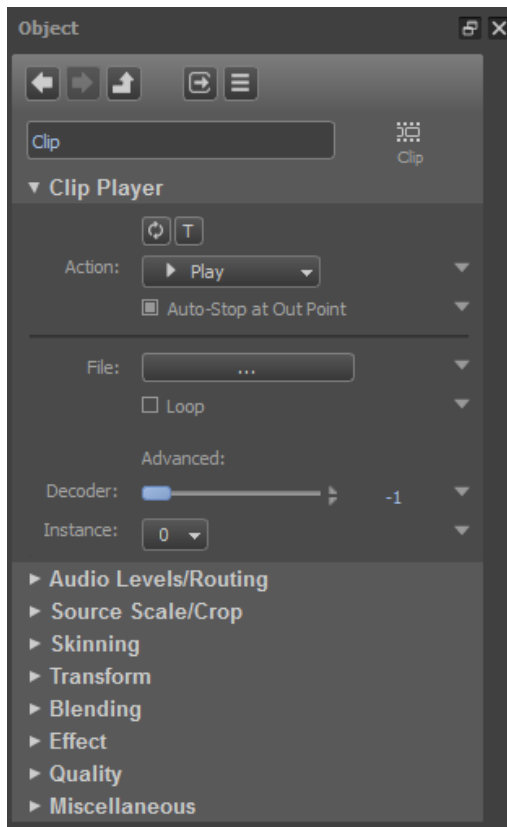 Object
Clip
Clip
Clip Player
T
Action: Play
Auto-Stop at Out Point
File: ...
Loop
Advanced:
Decoder: -1
Instance: 0
Audio Levels/Routing
Source Scale/Crop
Skinning
Transform
Blending
Effect
Quality
Miscellaneous